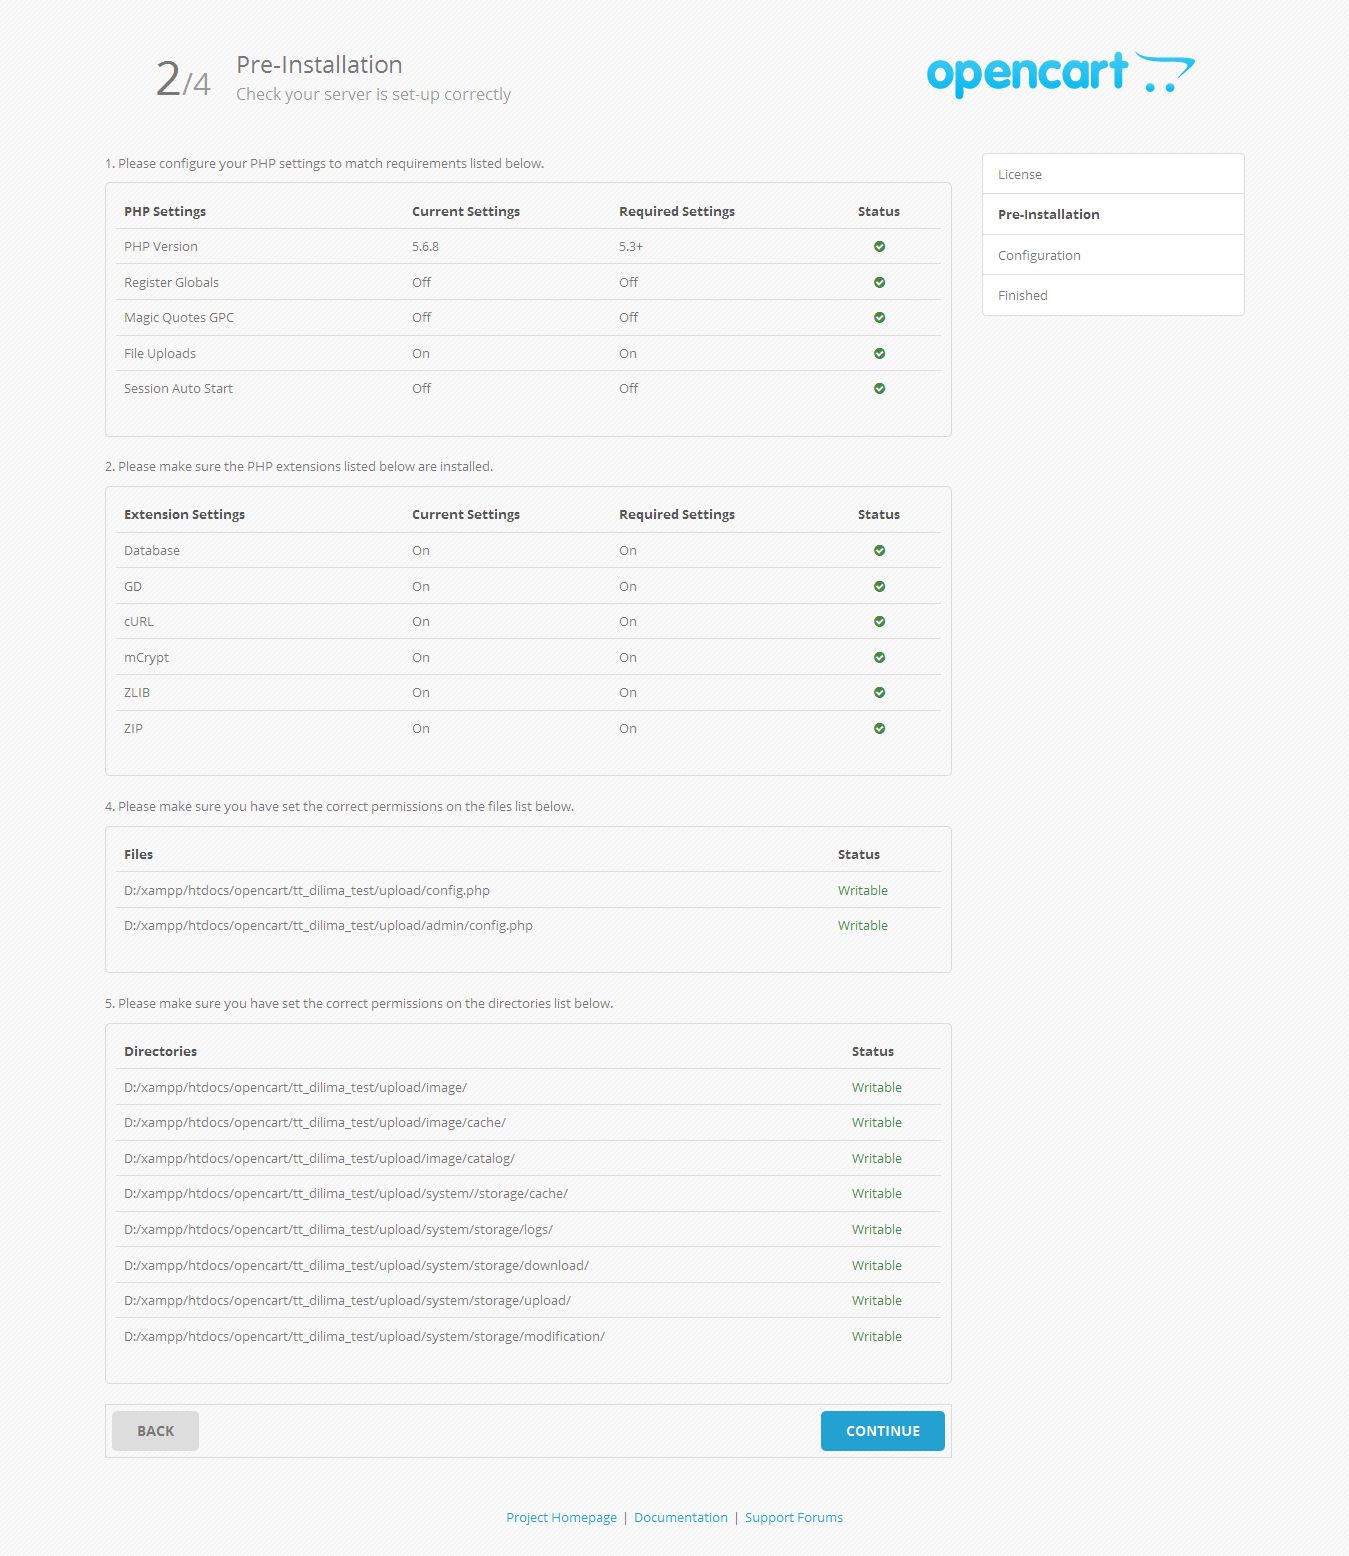 2/4
Pre-Installation
Check your server is set-up correctly
opencart
1. Please configure your PHP settings to match requirements listed below.
PHP Settings Current Settings Required Settings Status
PHP Version 5.6.8 5.3+
Register Globals Off Off
Magic Quotes GPC Off Off
File Uploads On On
Session Auto Start Off Off
License
Pre-Installation
Configuration
Finished
2. Please make sure the PHP extensions listed below are installed.
Extension Settings Current Settings Required Settings Status
Database On On
GD On On
cURL On On
mCrypt On On
ZLIB On On
ZIP On On
4. Please make sure you have set the correct permissions on the files list below.
Files Status
D:/xampp/htdocs/opencart/tt_dilima_test/upload/config.php Writable
D:/xampp/htdocs/opencart/tt_dilima_test/upload/admin/config.php Writable
5. Please make sure you have set the correct permissions on the directories list below.
Directories Status
D:/xampp/htdocs/opencart/tt_dilima_test/upload/image/ Writable
D:/xampp/htdocs/opencart/tt_dilima_test/upload/image/cache/ Writable
D:/xampp/htdocs/opencart/tt_dilima_test/upload/image/catalog/ Writable
D:/xampp/htdocs/opencart/tt_dilima_test/upload/system//storage/cache/ Writable
D:/xampp/htdocs/opencart/tt_dilima_test/upload/system/storage/logs/ Writable
D:/xampp/htdocs/opencart/tt_dilima_test/upload/system/storage/download/ Writable
D:/xampp/htdocs/opencart/tt_dilima_test/upload/system/storage/upload/ Writable
D:/xampp/htdocs/opencart/tt_dilima_test/upload/system/storage/modification/ Writable
BACK CONTINUE
Project Homepage | Documentation | Support Forums